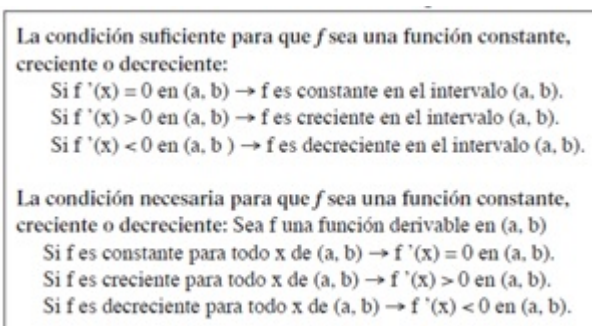 La condición suficiente para que f sea una función constante,
creciente o decreciente:
Si f `(x) = 0 en (a, b) → f es constante en el intervalo (a, b).
Si f `(x) > 0 en (a, b) → f es creciente en el intervalo (a, b).
Si f `(x) < 0 en (a, b ) → f es decreciente en el intervalo (a, b).
La condición necesaria para que f sea una función constante,
creciente o decreciente: Sea f una función derivable en (a, b)
Si f es constante para todo x de (a, b) → f `(x) = 0 en (a, b).
Si f es creciente para todo x de (a, b) → f `(x) > 0 en (a, b).
Si f es decreciente para todo x de (a, b) → f `(x) < 0 en (a, b).